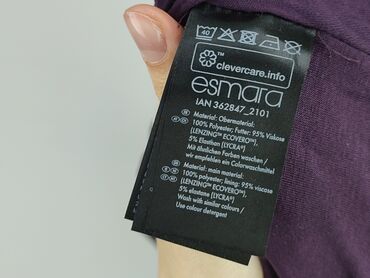 40
™
clevercare.info
esmara
IAN 362847_2101
Material: Obermaterial:
100% Polyester; Futter: 95% Viskose
(LENZING™ ECOVERO™),
5% Elasthan (LYCRA®)
Mit ähnlichen Farben waschen /
wir empfehlen ein Colorwaschmittel
Material: main material:
100% polyester; lining: 95% viscose
(LENZING™ ECOVERO™),
5% elastane (LYCRA®)
Wash with similar colours /
Use colour detergent